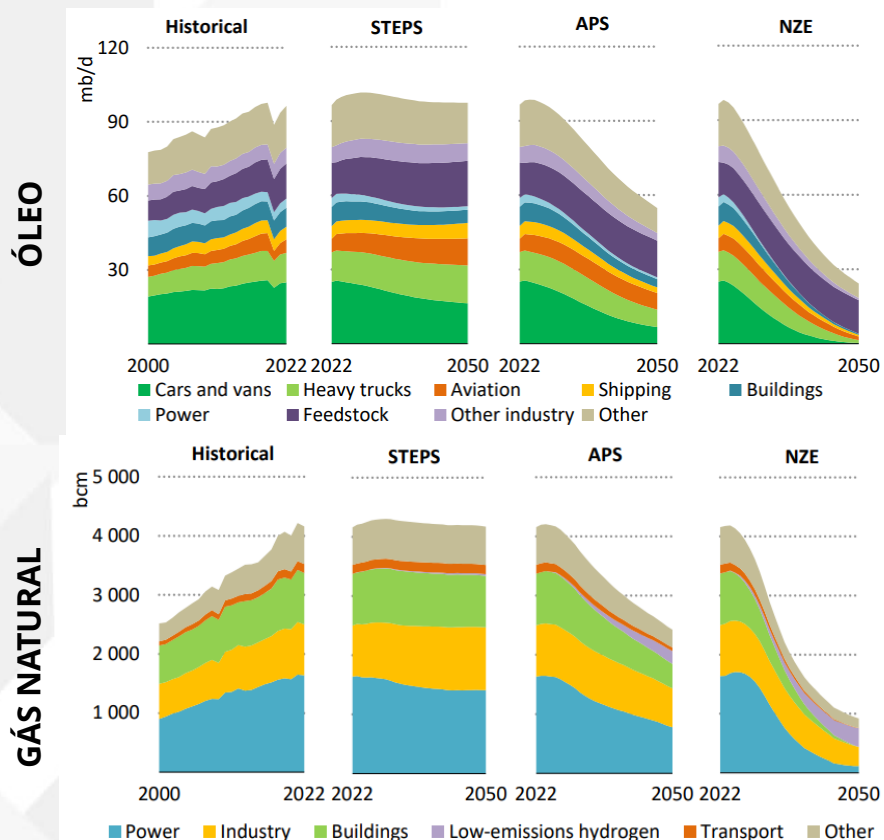 ÓLEO
Historical STEPS APS NZE
mb/d
120
90
60
30
2000 2022 2022 2050 2022 2050 2022 2050
Cars and vans Heavy trucks Aviation Shipping Buildings
Power Feedstock Other industry Other
GÁS NATURAL
Historical STEPS APS NZE
bcm
5 000
4 000
3 000
2 000
1 000
2000 2022 2022 2050 2022 2050 2022 2050
Power Industry Buildings Low-emissions hydrogen Transport Other